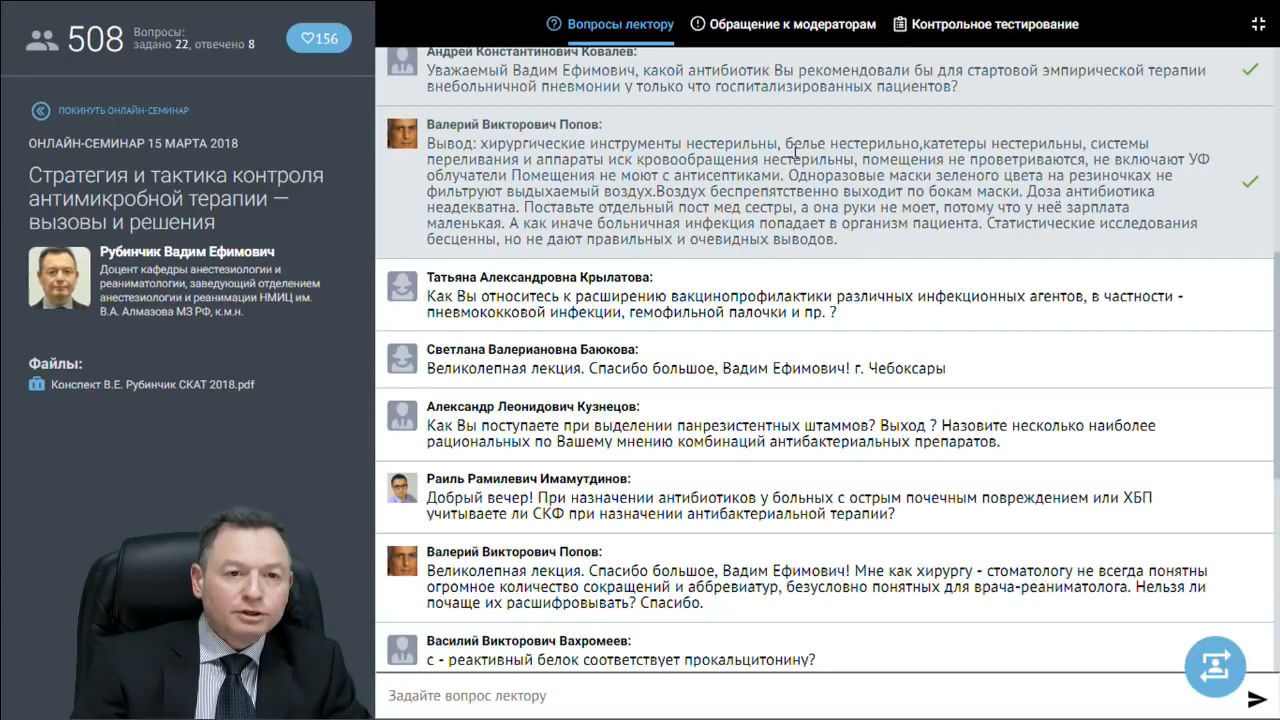 508
Вопросы:
задано 22, отвечено 8
156
ПОКИНУТЬ ОНЛАЙН-СЕМИНАР
ОНЛАЙН-СЕМИНАР 15 МАРТА 2018
Стратегия и тактика контроля
антимикробной терапии —
вызовы и решения
Рубинчик Вадим Ефимович
Доцент кафедры анестезиологии и
реаниматологии, заведующий отделением
анестезиологии и реанимации НМИЦ им.
В.А. Алмазова МЗ РФ, к.м.н.
Файлы:
Конспект В.Е. Рубинчик СКАТ 2018.pdf
Вопросы лектору
Обращение к модераторам
Контрольное тестирование
Андрей Константинович Ковалев:
Уважаемый Вадим Ефимович, какой антибиотик Вы рекомендовали бы для стартовой эмпирической терапии
внебольничной пневмонии у только что госпитализированных пациентов?
Валерий Викторович Попов:
Вывод: хирургические инструменты нестерильны, белье нестерильно,катетеры нестерильны, системы
переливания и аппараты иск кровообращения нестерильны, помещения не проветриваются, не включают УФ
облучатели Помещения не моют с антисептиками. Одноразовые маски зеленого цвета на резиночках не
фильтруют выдыхаемый воздух.Воздух беспрепятственно выходит по бокам маски. Доза антибиотика
неадекватна. Поставьте отдельный пост мед сестры, а она руки не моет, потому что у неё зарплата
маленькая. А как иначе больничная инфекция попадает в организм пациента. Статистические исследования
бесценны, но не дают правильных и очевидных выводов.
Татьяна Александровна Крылатова:
Как Вы относитесь к расширению вакцинопрофилактики различных инфекционных агентов, в частности -
пневмококковой инфекции, гемофильной палочки и пр. ?
Светлана Валериановна Баюкова:
Великолепная лекция. Спасибо большое, Вадим Ефимович! г. Чебоксары
Александр Леонидович Кузнецов:
Как Вы поступаете при выделении панрезистентных штаммов? Выход ? Назовите несколько наиболее
рациональных по Вашему мнению комбинаций антибактериальных препаратов.
Раиль Рамилевич Имамутдинов:
Добрый вечер! При назначении антибиотиков у больных с острым почечным повреждением или ХБП
учитываете ли СКФ при назначении антибактериальной терапии?
Валерий Викторович Попов:
Великолепная лекция. Спасибо большое, Вадим Ефимович! Мне как хирургу - стоматологу не всегда понятны
огромное количество сокращений и аббревиатур, безусловно понятных для врача-реаниматолога. Нельзя ли
почаще их расшифровывать? Спасибо.
Василий Викторович Вахромеев:
с - реактивный белок соответствует прокальцитонину?
Задайте вопрос лектору